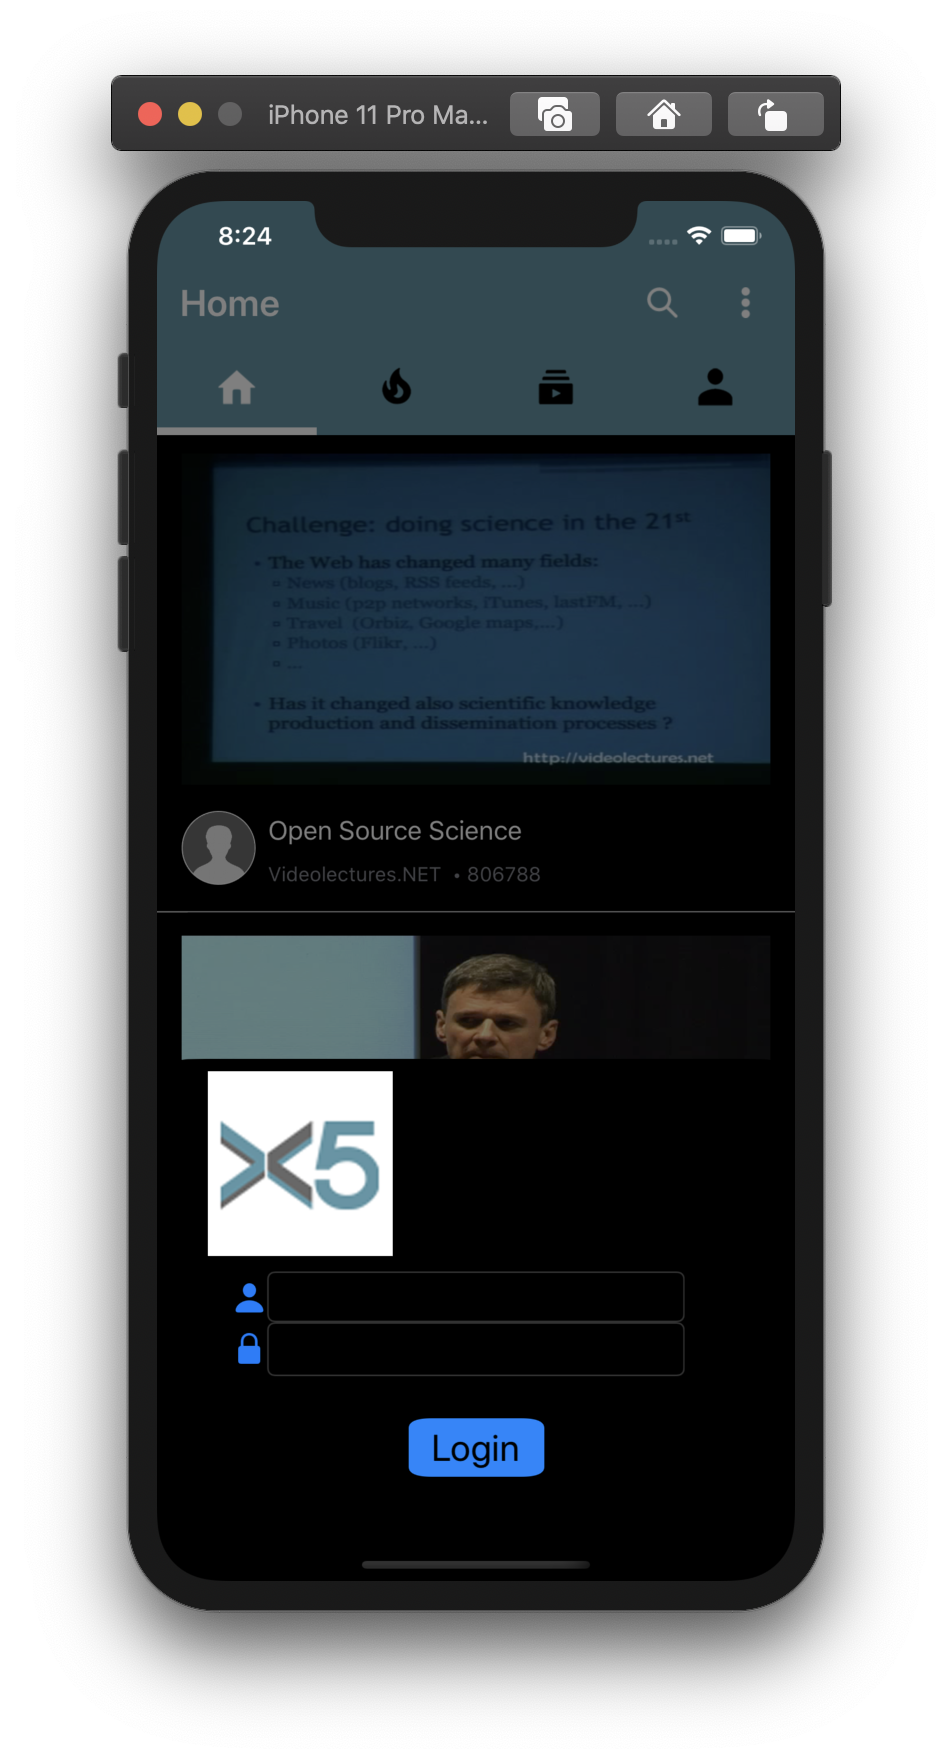 iPhone 11 Pro Ma...
8:24
Home
Challenge: doing science in the 21st
• The Web has changed many fields:
▫ News (blogs, RSS feeds, ...)
▫ Music (p2p networks, iTunes, lastFM, ...)
▫ Travel (Orbiz, Google maps,...)
▫ Photos (Flikr, ...)
▫ ...
• Has it changed also scientific knowledge
production and dissemination processes ?
http://videolectures.net
Open Source Science
Videolectures.NET • 806788
X5
Login